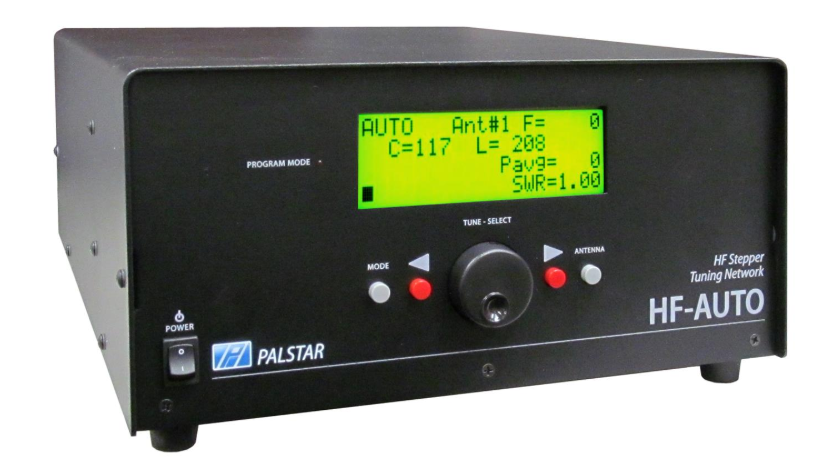 AUTO Ant#1 F= 0
C=117 L= 208
Pavg= 0
SWR=1.00
PROGRAM MODE
TUNE - SELECT
MODE
ANTENNA
HF Stepper
Tuning Network
HF-AUTO
POWER
O
I
PALSTAR